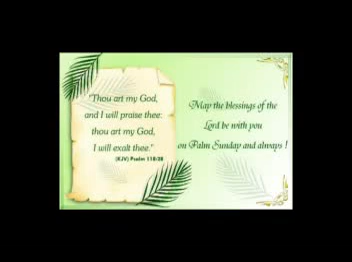 "Thou art my God,
and I will praise thee:
thou art my God,
I will exalt thee."
(KJV) Psalm 118:28
May the blessings of the
Lord be with you
on Palm Sunday and always !